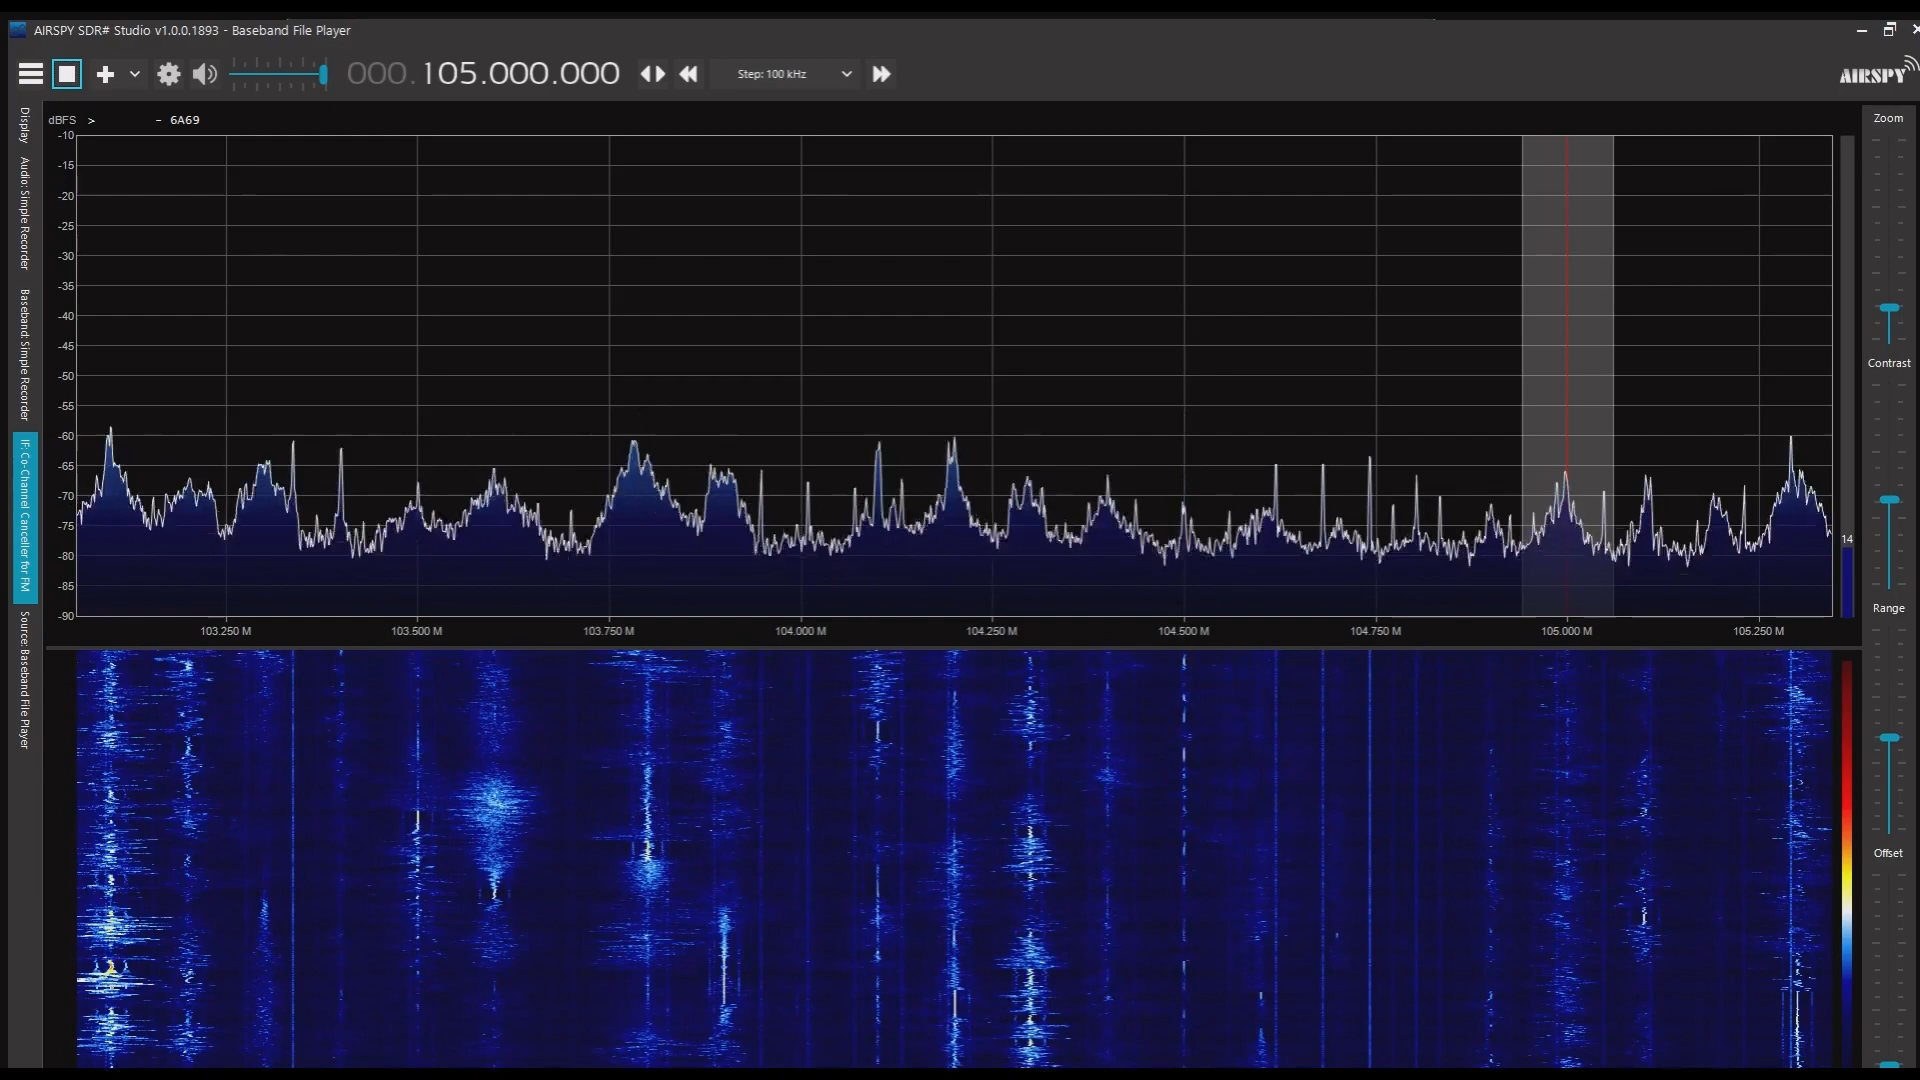 AIRSPY SDR# Studio v1.0.0.1893 - Baseband File Player
000.105.000.000
Step: 100 kHz
AIRSPY
Display
Audio: Simple Recorder
Baseband: Simple Recorder
IF: Co-Channel Canceller for FM
Source: Baseband File Player
dBFS > - 6A69
-10
-15
-20
-25
-30
-35
-40
-45
-50
-55
-60
-65
-70
-75
-80
-85
-90
103.250 M 103.500 M 103.750 M 104.000 M 104.250 M 104.500 M 104.750 M 105.000 M 105.250 M
14
Zoom
Contrast
Range
Offset